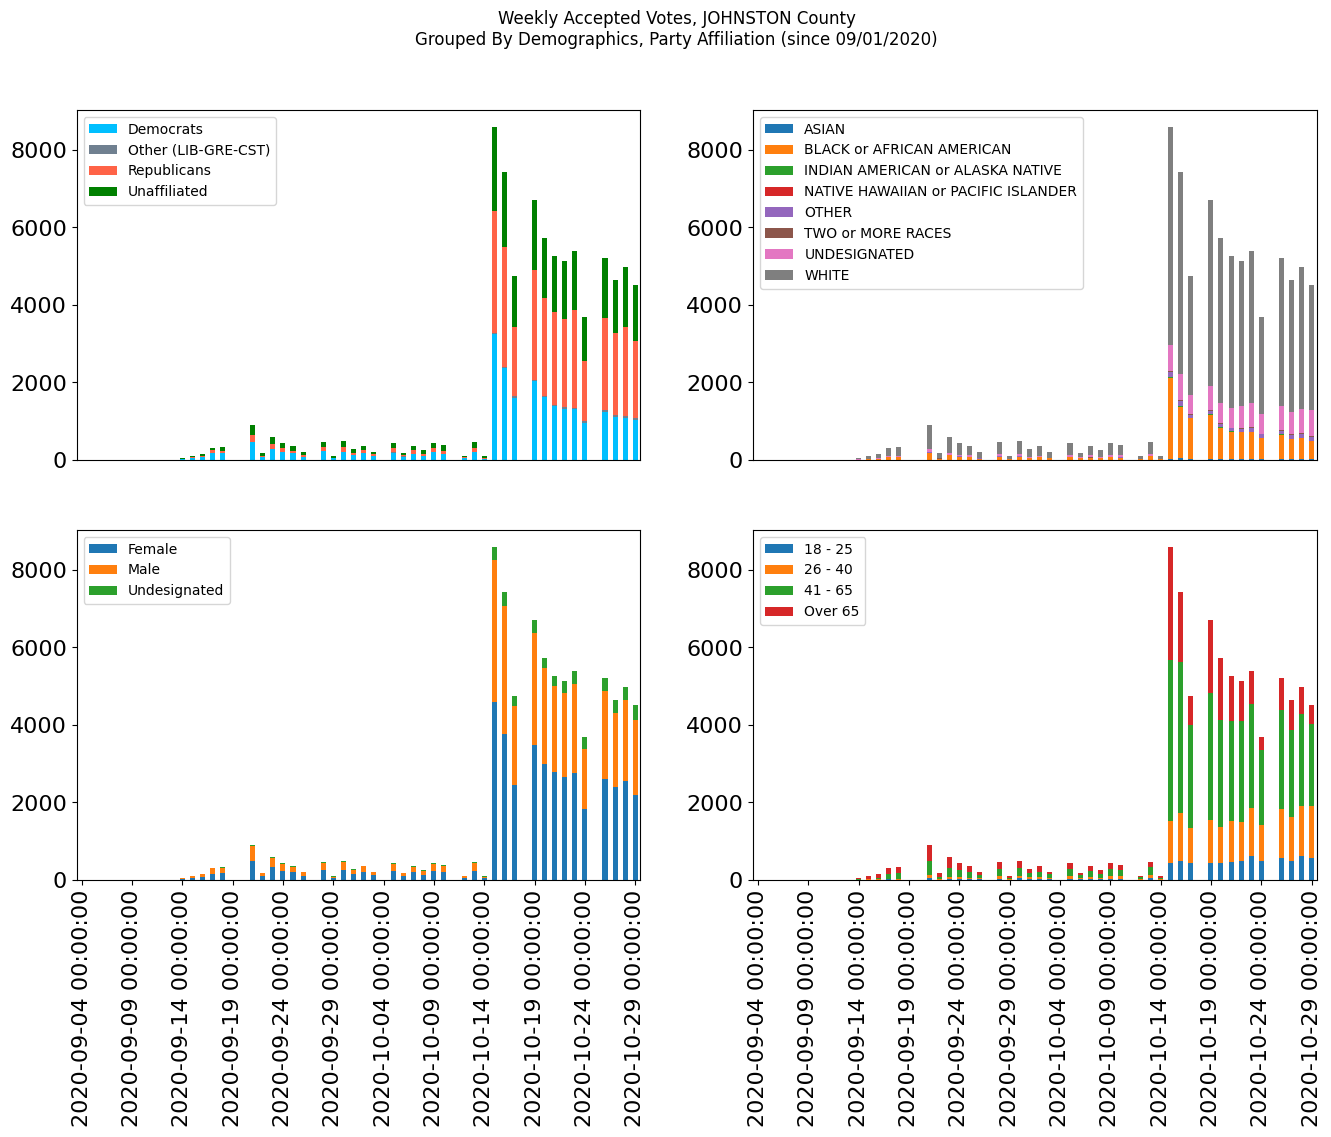 Weekly Accepted Votes, JOHNSTON County
Grouped By Demographics, Party Affiliation (since 09/01/2020)
Democrats
Other (LIB-GRE-CST)
Republicans
Unaffiliated
8000
6000
4000
2000
0
ASIAN
BLACK or AFRICAN AMERICAN
INDIAN AMERICAN or ALASKA NATIVE
NATIVE HAWAIIAN or PACIFIC ISLANDER
OTHER
TWO or MORE RACES
UNDESIGNATED
WHITE
8000
6000
4000
2000
0
Female
Male
Undesignated
8000
6000
4000
2000
0
2020-09-04 00:00:00
2020-09-09 00:00:00
2020-09-14 00:00:00
2020-09-19 00:00:00
2020-09-24 00:00:00
2020-09-29 00:00:00
2020-10-04 00:00:00
2020-10-09 00:00:00
2020-10-14 00:00:00
2020-10-19 00:00:00
2020-10-24 00:00:00
2020-10-29 00:00:00
18 - 25
26 - 40
41 - 65
Over 65
8000
6000
4000
2000
0
2020-09-04 00:00:00
2020-09-09 00:00:00
2020-09-14 00:00:00
2020-09-19 00:00:00
2020-09-24 00:00:00
2020-09-29 00:00:00
2020-10-04 00:00:00
2020-10-09 00:00:00
2020-10-14 00:00:00
2020-10-19 00:00:00
2020-10-24 00:00:00
2020-10-29 00:00:00